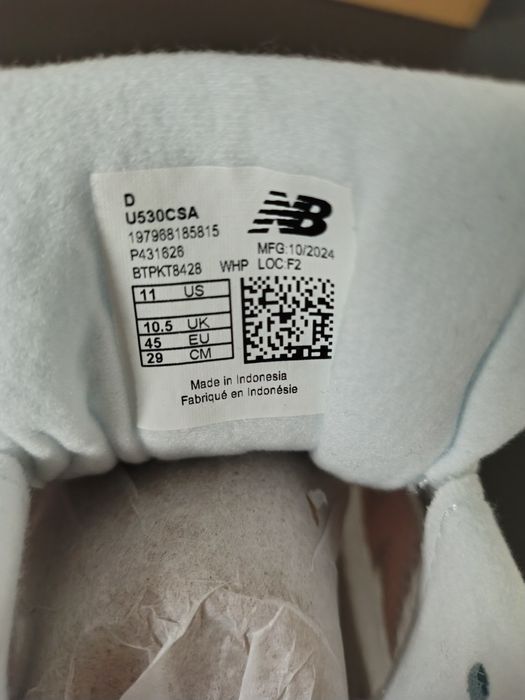 D
U530CSA
197968185815
P431626
BTPKT8428 WHP
NB
MFG:10/2024
LOC:F2
11 US
10.5 UK
45 EU
29 CM
Made in Indonesia
Fabriqué en Indonésie